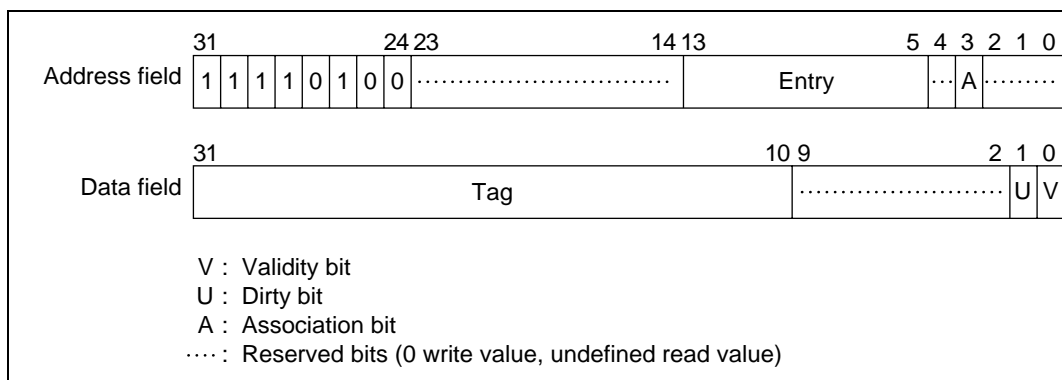 31 24 23 14 13 5 4 3 2 1 0
Address field 1 1 1 1 0 1 0 0 Entry A
31 10 9 2 1 0
Data field Tag U V
V : Validity bit
U : Dirty bit
A : Association bit
..... : Reserved bits (0 write value, undefined read value)